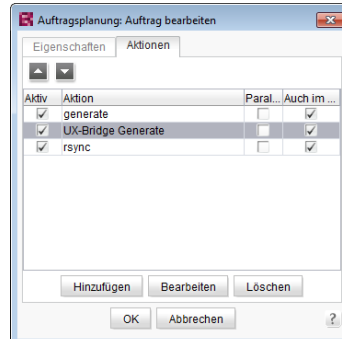 Auftragsplanung: Auftrag bearbeiten
Eigenschaften Aktionen
Aktiv Aktion Paral... Auch im ...
generate
UX-Bridge Generate
rsync
Hinzufügen Bearbeiten Löschen
OK Abbrechen ?